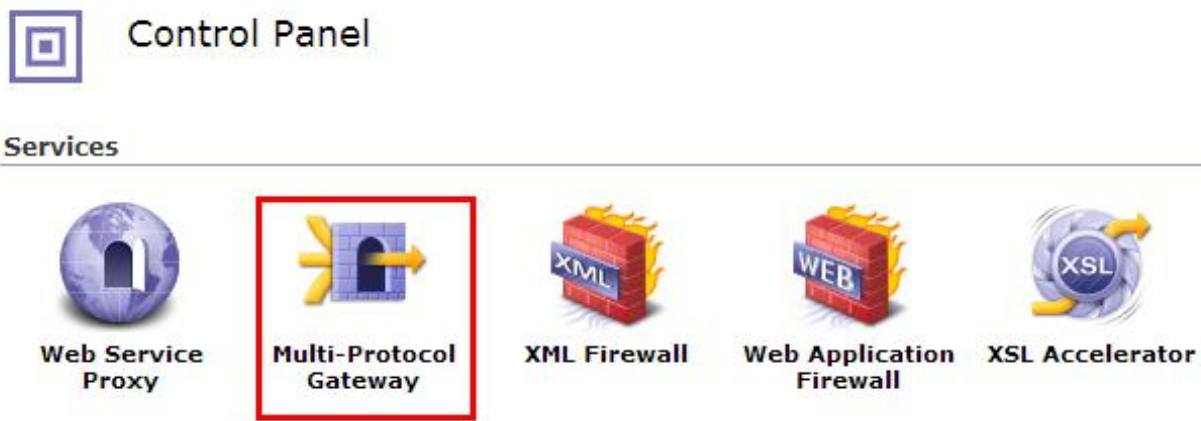 Control Panel
Services
XML
WEB
XSL
Web Service
Proxy
Multi-Protocol
Gateway
XML Firewall
Web Application
Firewall
XSL Accelerator